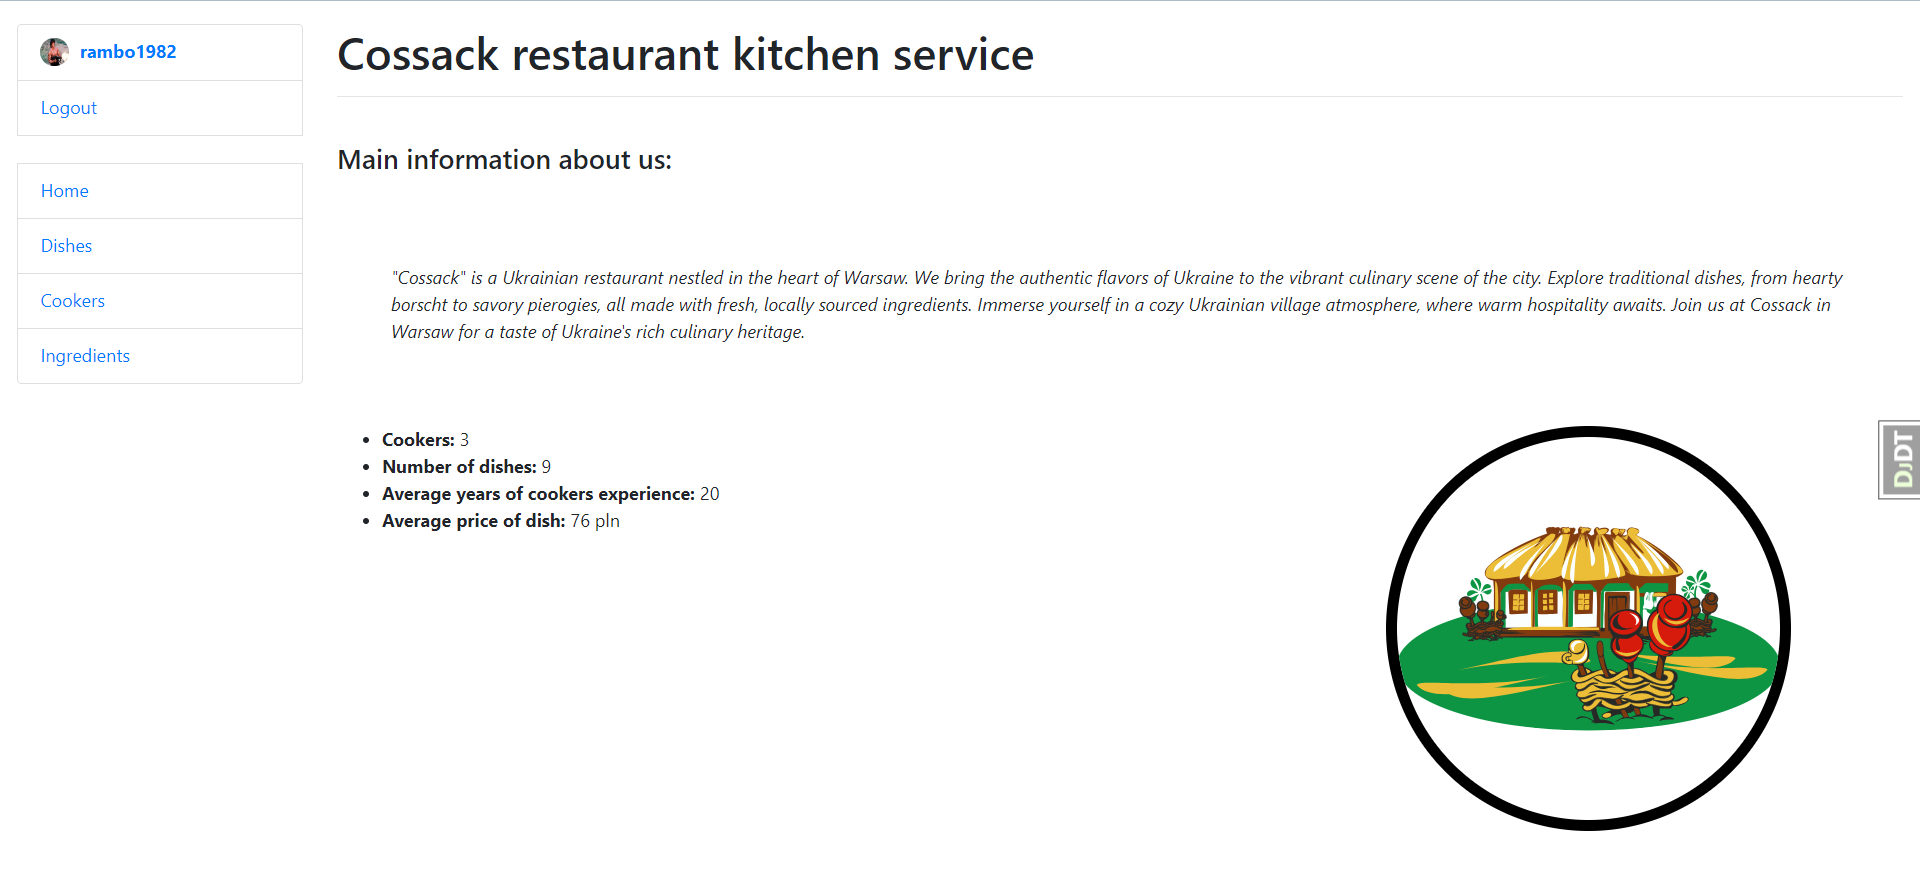 rambo1982
Logout
Home
Dishes
Cookers
Ingredients
Cossack restaurant kitchen service
Main information about us:
"Cossack" is a Ukrainian restaurant nestled in the heart of Warsaw. We bring the authentic flavors of Ukraine to the vibrant culinary scene of the city. Explore traditional dishes, from hearty
borscht to savory pierogies, all made with fresh, locally sourced ingredients. Immerse yourself in a cozy Ukrainian village atmosphere, where warm hospitality awaits. Join us at Cossack in
Warsaw for a taste of Ukraine's rich culinary heritage.
• Cookers: 3
• Number of dishes: 9
• Average years of cookers experience: 20
• Average price of dish: 76 pln
DJDT